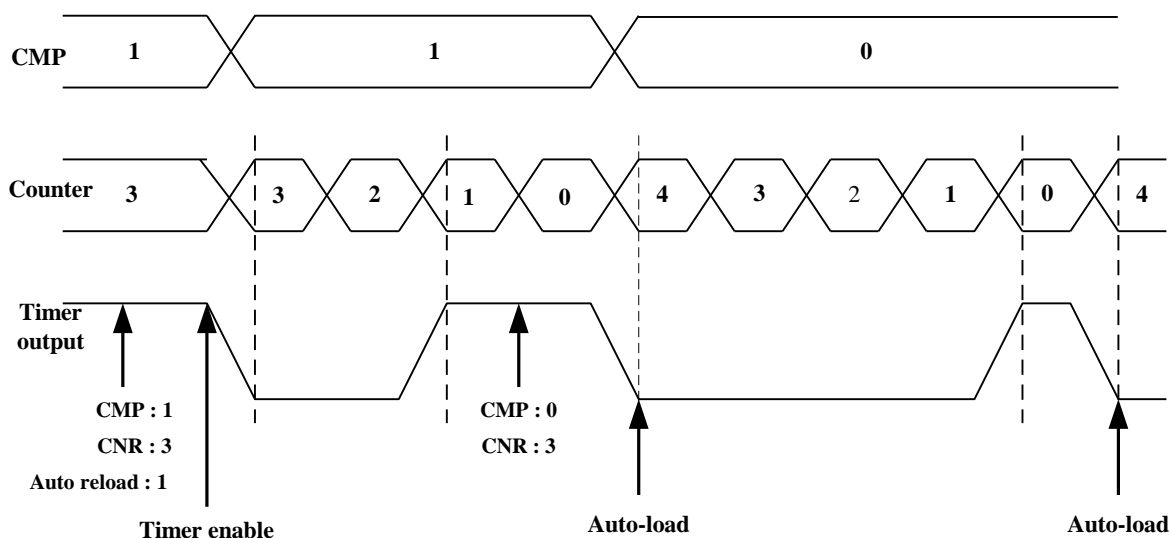 CMP 1 1 0
Counter 3 3 2 1 0 4 3 2 1 0 4
Timer
output
CMP : 1
CNR : 3
Auto reload : 1
Timer enable
CMP : 0
CNR : 3
Auto-load
Auto-load